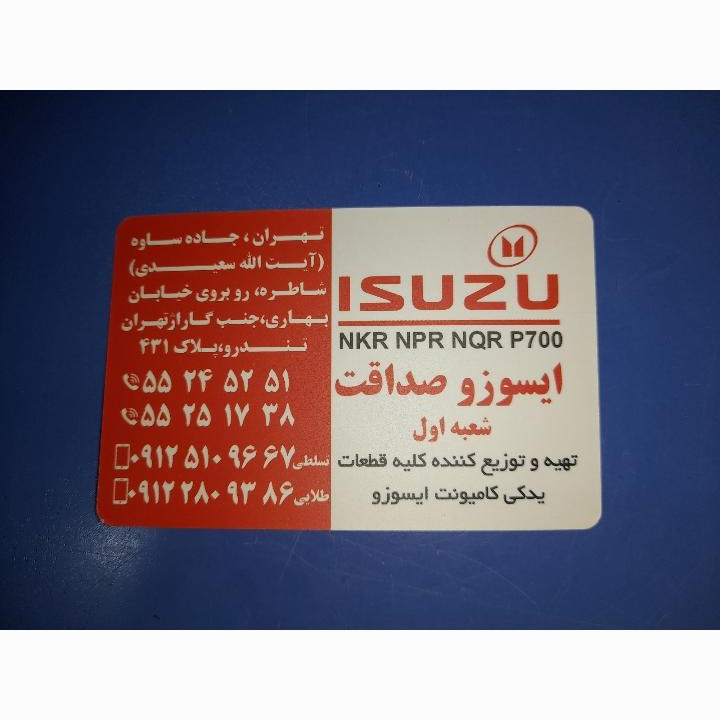 ISUZU
NKR NPR NQR P700
ایسوزو صداقت
شعبه اول
تهیه و توزیع کننده کلیه قطعات
یدکی کامیونت ایسوزو
تهران ، جاده ساوه
(آیت الله سعیدی)
شاطره، رو بروی خیابان
بهاری،جنب گاراژتهران
تندرو،پلاک ۴۳۱
۵۵ ۲۴ ۵۲ ۵۱
۵۵ ۲۵ ۱۷ ۳۸
تسلطی ۰۹۱۲ ۵۱۰ ۹۶ ۶۷
طلایی ۰۹۱۲ ۲۸۰ ۹۳ ۸۶